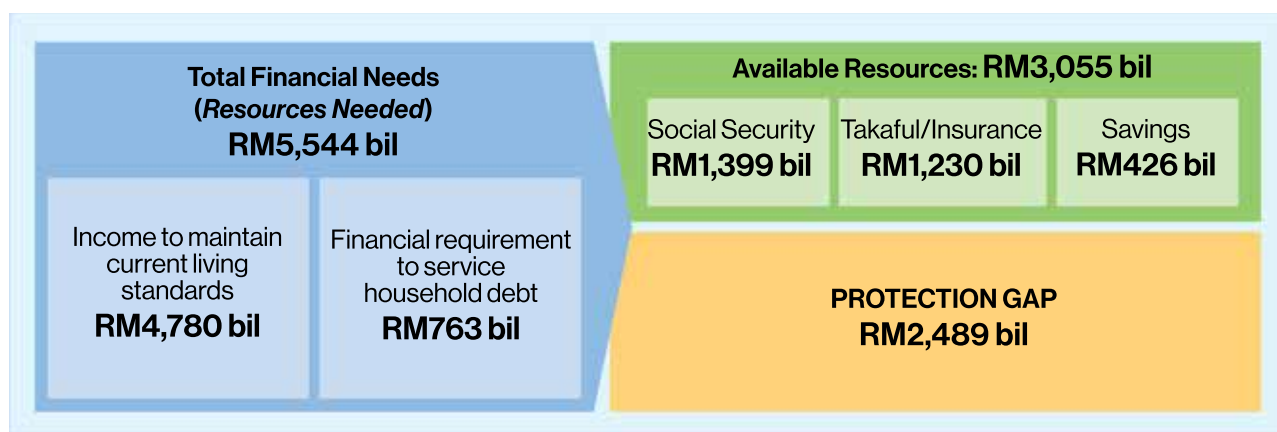 Total Financial Needs
(Resources Needed)
RM5,544 bil
Income to maintain
current living
standards
RM4,780 bil
Financial requirement
to service
household debt
RM763 bil
Available Resources: RM3,055 bil
Social Security
RM1,399 bil
Takaful/Insurance
RM1,230 bil
Savings
RM426 bil
PROTECTION GAP
RM2,489 bil